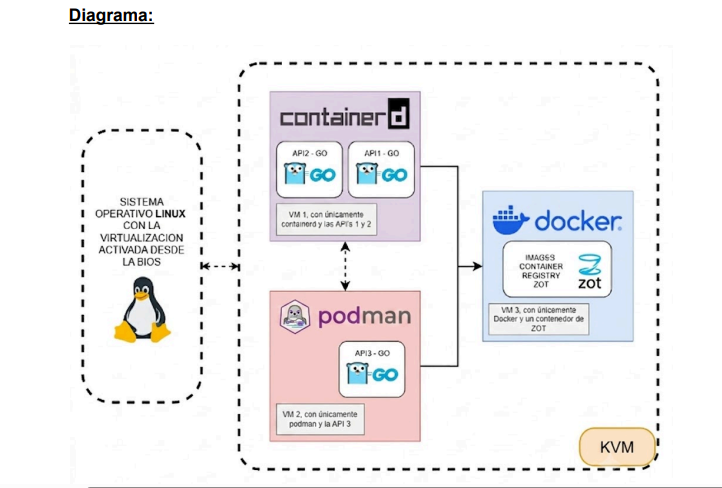 Diagrama:
SISTEMA
OPERATIVO LINUX
CON LA
VIRTUALIZACION
ACTIVADA DESDE
LA BIOS
containerd
API2 - GO
GO
API1 - GO
GO
VM 1, con únicamente
containerd y las API's 1 y 2
podman
API3 - GO
GO
VM 2, con únicamente
podman y la API 3
docker.
IMAGES
CONTAINER
REGISTRY
ZOT
zot
VM 3, con únicamente
Docker y un contenedor de
ZOT
KVM